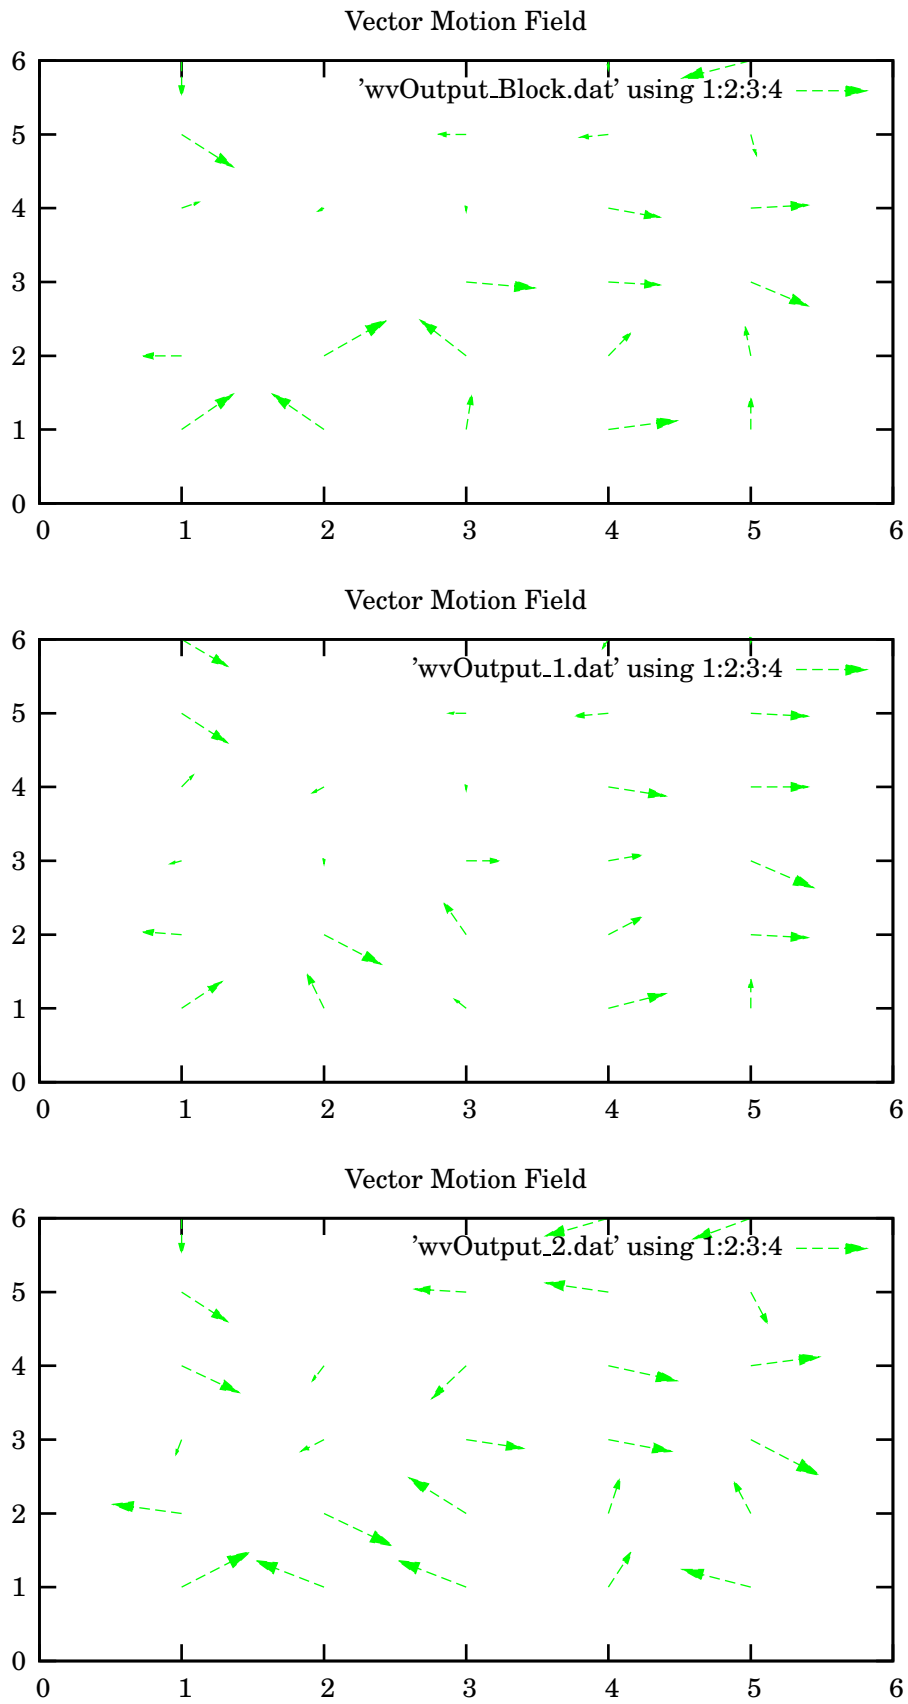 Vector Motion Field
6
'wvOutput_Block.dat' using 1:2:3:4
5
4
3
2
1
0
0 1 2 3 4 5 6
Vector Motion Field
6
'wvOutput_1.dat' using 1:2:3:4
5
4
3
2
1
0
0 1 2 3 4 5 6
Vector Motion Field
6
'wvOutput_2.dat' using 1:2:3:4
5
4
3
2
1
0
0 1 2 3 4 5 6